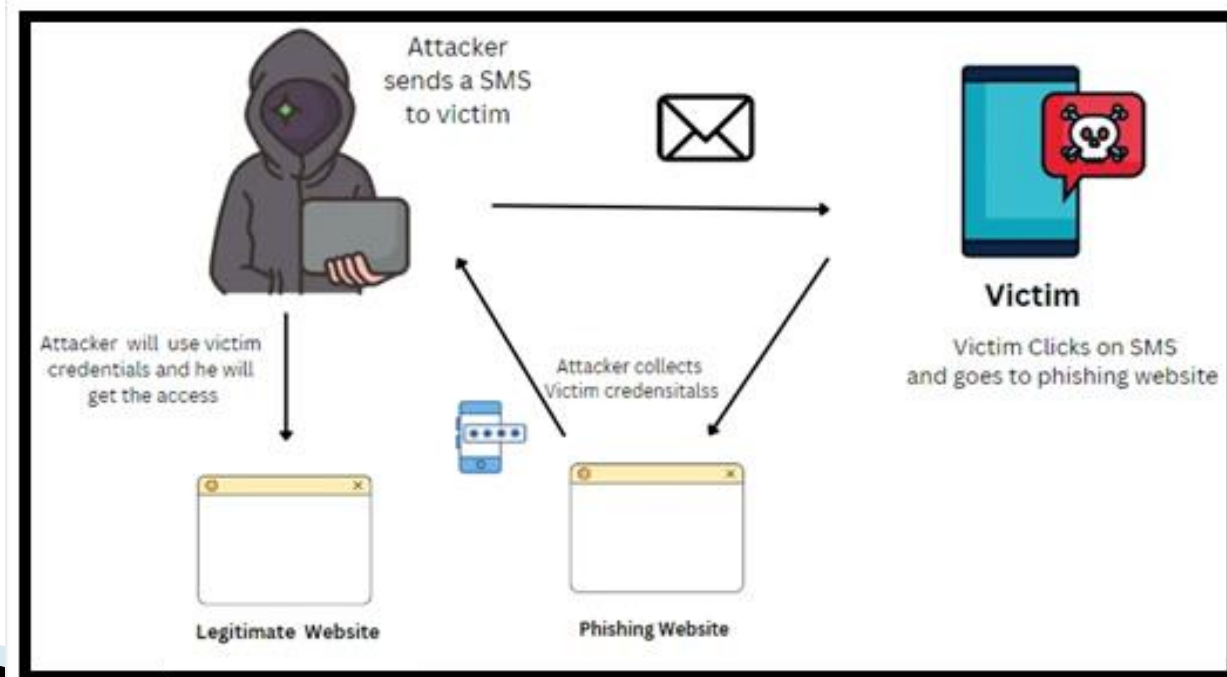 Attacker
sends a SMS
to victim
Victim
Victim Clicks on SMS
and goes to phishing website
Attacker will use victim
credentials and he will
get the access
Attacker collects
Victim credensitalss
Legitimate Website
Phishing Website